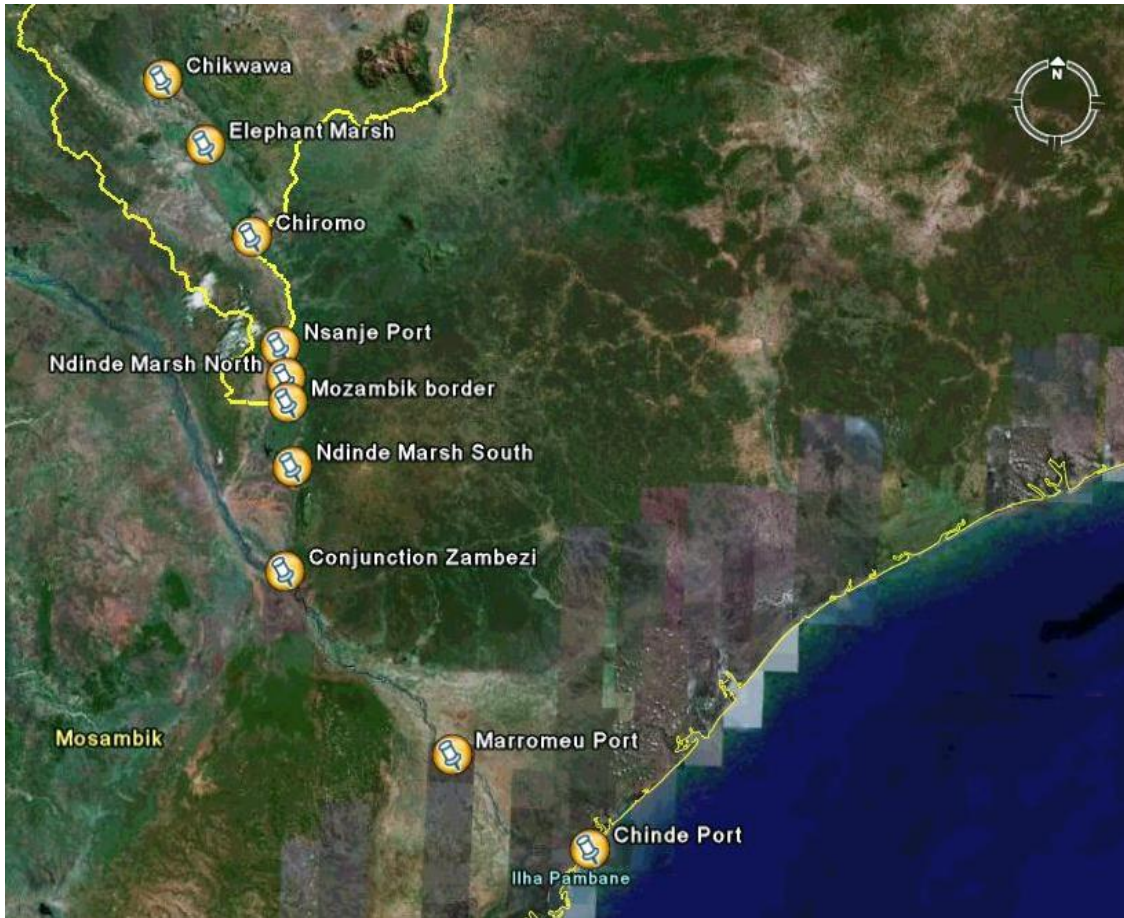 Chikwawa
N
Elephant Marsh
Chiromo
Nsanje Port
Ndinde Marsh North
Mozambik border
Ndinde Marsh South
Conjunction Zambezi
Mosambik
Marromeu Port
Chinde Port
Ilha Pambane